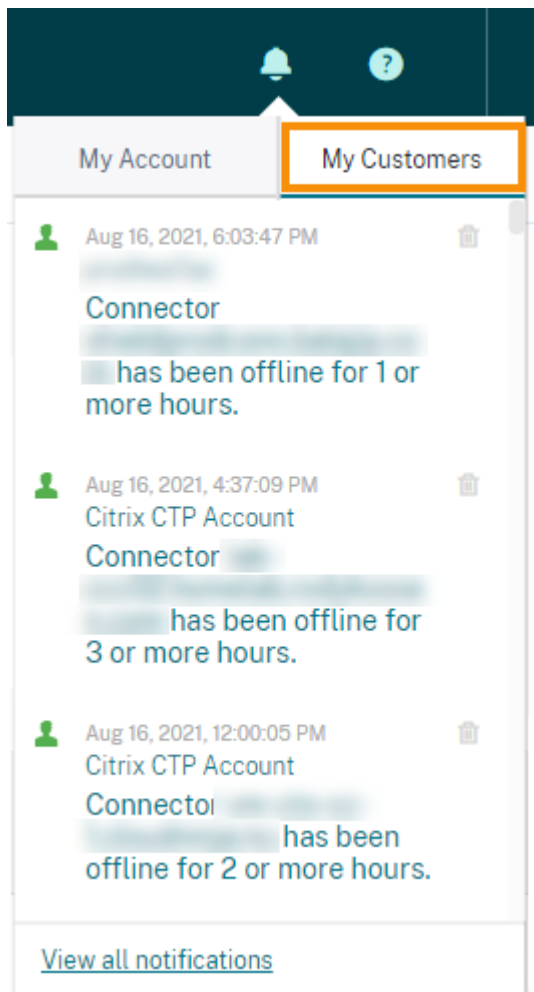 ?
My Account
My Customers
Aug 16, 2021, 6:03:47 PM
Connector
has been offline for 1 or
more hours.
Aug 16, 2021, 4:37:09 PM
Citrix CTP Account
Connector
has been offline for
3 or more hours.
Aug 16, 2021, 12:00:05 PM
Citrix CTP Account
Connector
has been
offline for 2 or more hours.
View all notifications